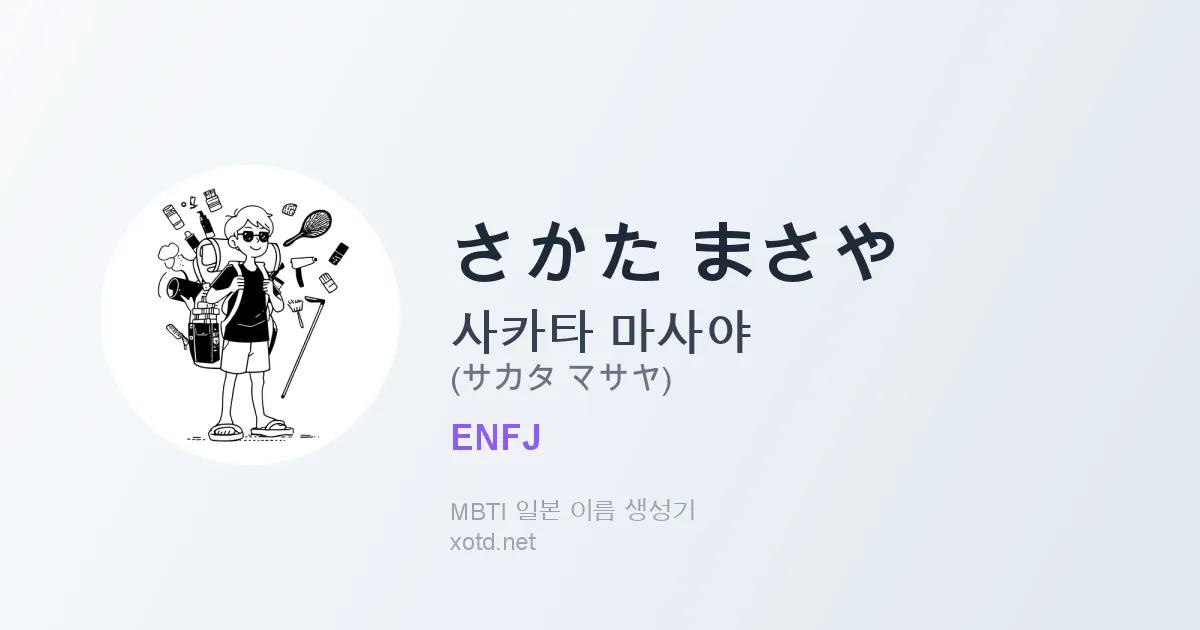 さかた まさや
사카타 마사야
(サカタ マサヤ)
ENFJ
MBTI 일본 이름 생성기
xotd.net